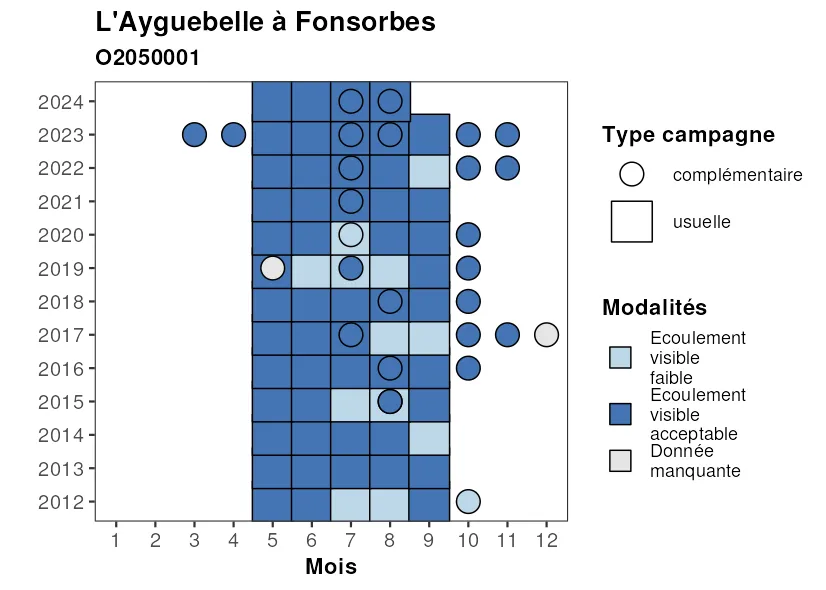 L'Ayguebelle à Fonsorbes
O2050001
2024
2023
2022
2021
2020
2019
2018
2017
2016
2015
2014
2013
2012
1 2 3 4 5 6 7 8 9 10 11 12
Mois
Type campagne
complémentaire
usuelle
Modalités
Ecoulement
visible
faible
Ecoulement
visible
acceptable
Donnée
manquante